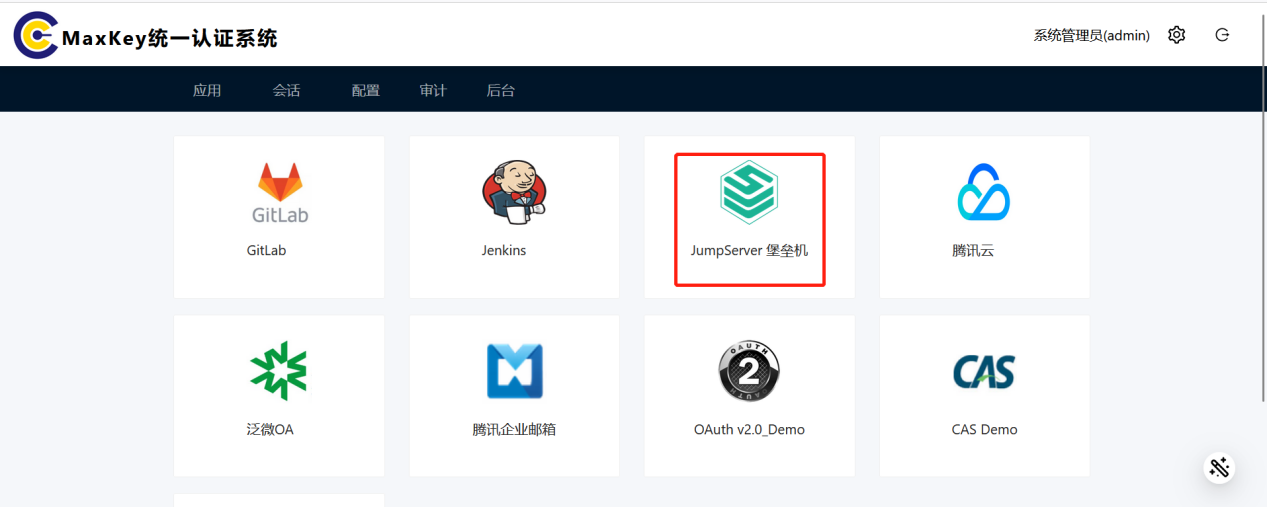 MaxKey统一认证系统
系统管理员(admin)
应用 会话 配置 审计 后台
GitLab
GitLab
Jenkins
JumpServer 堡垒机
腾讯云
OAUTH
2
OAUTH
CAS
泛微OA
腾讯企业邮箱
OAuth v2.0_Demo
CAS Demo